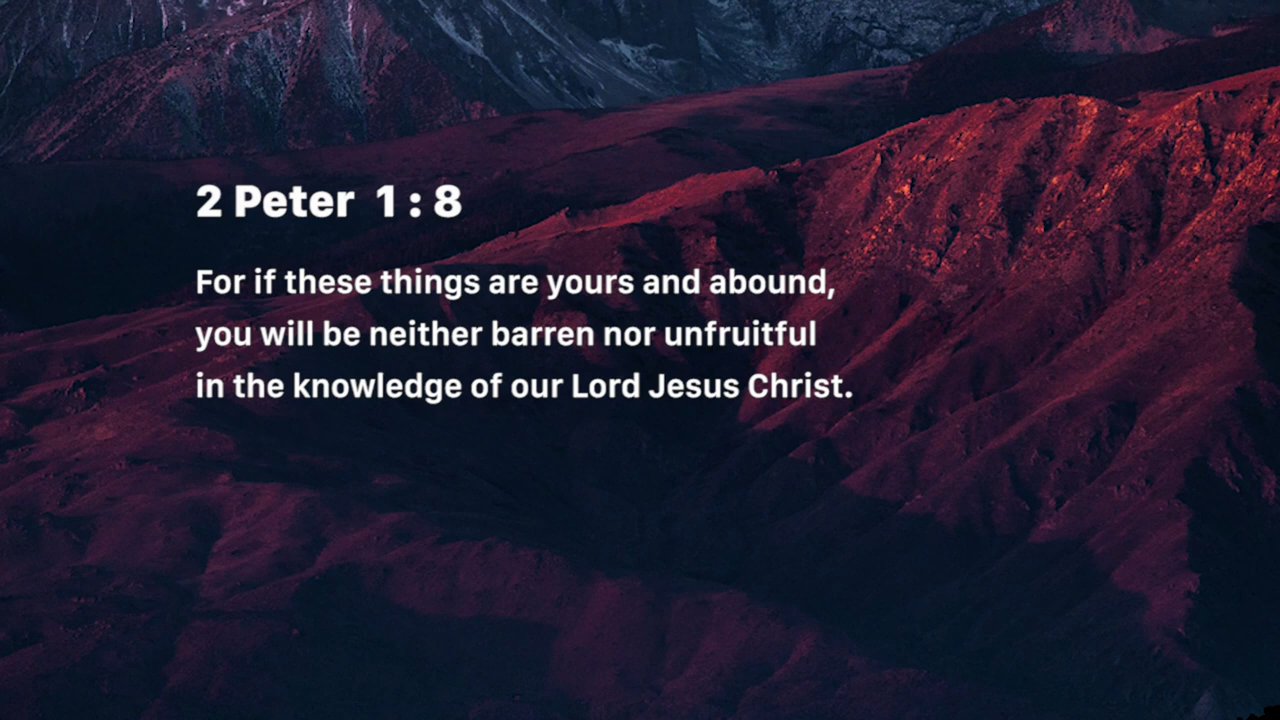 2 Peter 1 : 8
For if these things are yours and abound,
you will be neither barren nor unfruitful
in the knowledge of our Lord Jesus Christ.